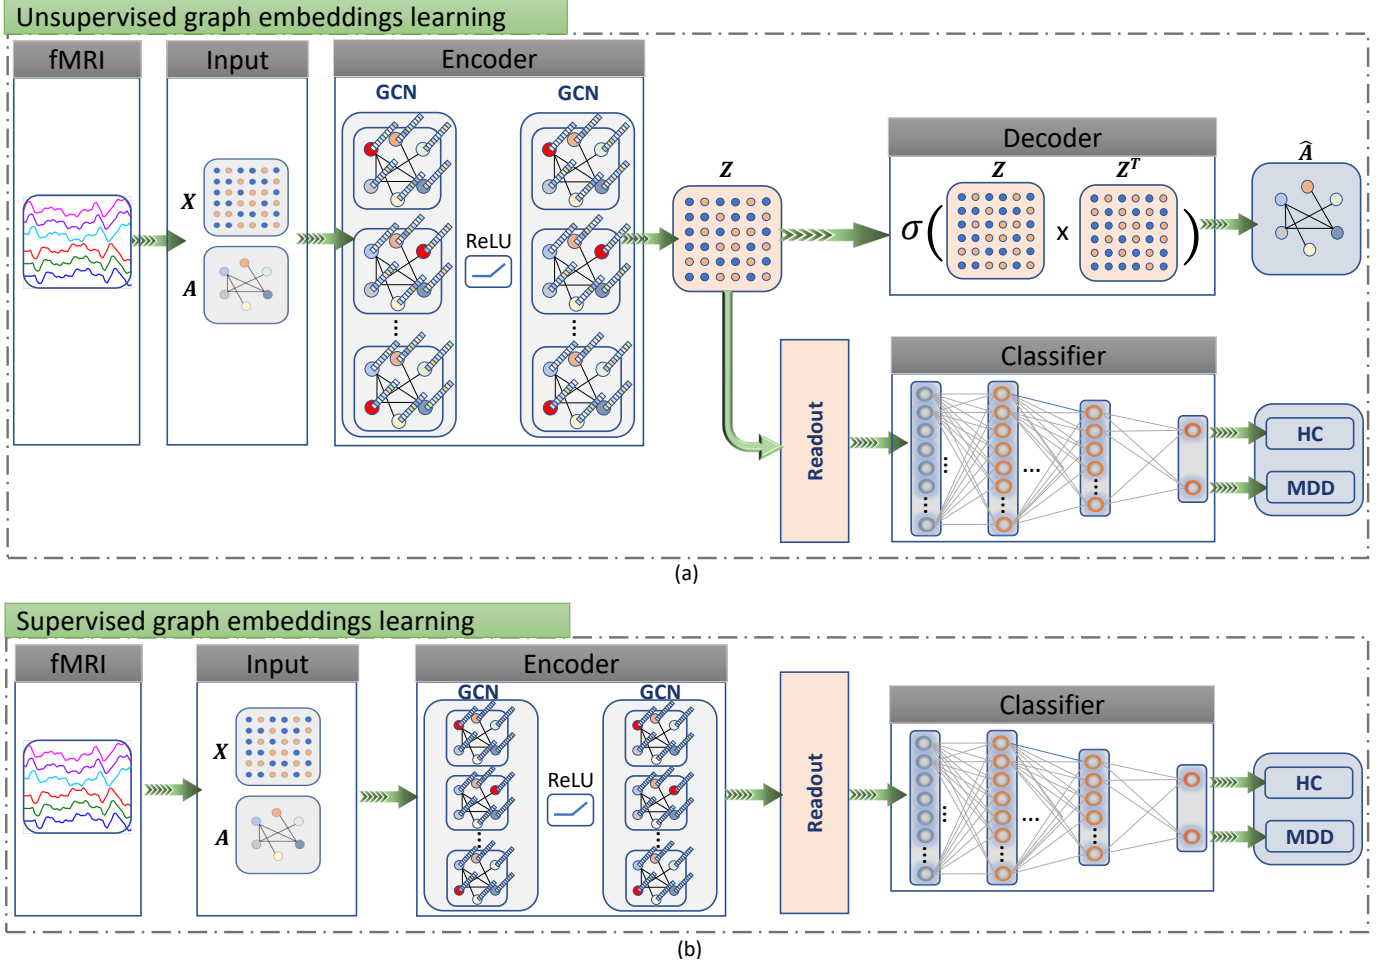 Unsupervised graph embeddings learning
fMRI
Input
Encoder
GCN
GCN
X
A
ReLU
Z
Decoder
Z
Z^T
σ(
x
)
Â
Readout
Classifier
...
...
HC
MDD
(a)
Supervised graph embeddings learning
fMRI
Input
Encoder
GCN
GCN
X
A
ReLU
Readout
Classifier
...
...
HC
MDD
(b)